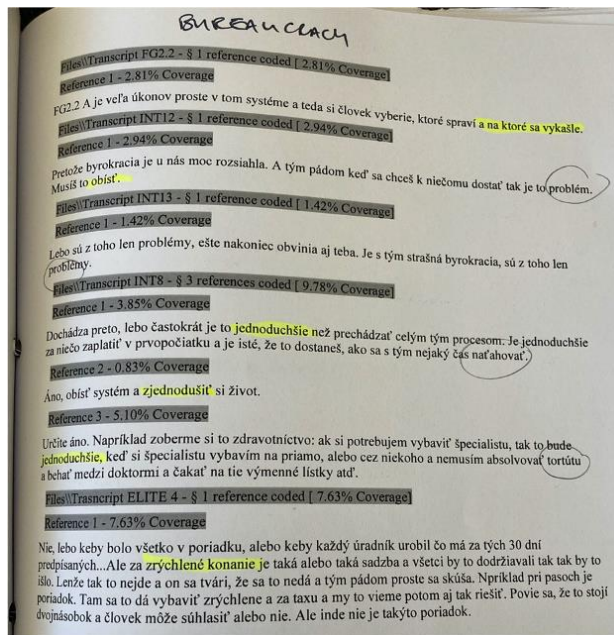 BUREAUCRACY
Files\\Transcript FG2.2 - § 1 reference coded [ 2.81% Coverage]
Reference 1 - 2.81% Coverage
FG2.2 A je veľa úkonov proste v tom systéme a teda si človek vyberie, ktoré spraví a na ktoré sa vykašle.
Files\\Transcript INT12 - § 1 reference coded [ 2.94% Coverage]
Reference 1 - 2.94% Coverage
Pretože byrokracia je u nás moc rozsiahla. A tým pádom keď sa chceš k niečomu dostať tak je to problém.
Musíš to obísť.
Files\\Transcript INT13 - § 1 reference coded [ 1.42% Coverage]
Reference 1 - 1.42% Coverage
Lebo sú z toho len problémy, ešte nakoniec obvinia aj teba. Je s tým strašná byrokracia, sú z toho len
problémy.
Files\\Transcript INT8 - § 3 references coded [ 9.78% Coverage]
Reference 1 - 3.85% Coverage
Dochádza preto, lebo častokrát je to jednoduchšie než prechádzať celým tým procesom. Je jednoduchšie
za niečo zaplatiť v prvopočiatku a je isté, že to dostaneš, ako sa s tým nejaký čas naťahovať.
Reference 2 - 0.83% Coverage
Áno, obísť systém a zjednodušiť si život.
Reference 3 - 5.10% Coverage
Určite áno. Napríklad zoberme si to zdravotníctvo: ak si potrebujem vybaviť špecialistu, tak to bude
jednoduchšie, keď si špecialistu vybavím na priamo, alebo cez niekoho a nemusím absolvovať tortútu
a behať medzi doktormi a čakať na tie výmenné lístky atď.
Files\\Trasncript ELITE 4 - § 1 reference coded [ 7.63% Coverage]
Reference 1 - 7.63% Coverage
Nie, lebo keby bolo všetko v poriadku, alebo keby každý úradník urobil čo má za tých 30 dní
predpísaných...Ale za zrýchlené konanie je taká alebo taká sadzba a všetci by to dodržiavali tak tak by to
išlo. Lenže tak to nejde a on sa tvári, že sa to nedá a tým pádom proste sa skúša. Npríklad pri pasoch je
poriadok. Tam sa to dá vybaviť zrýchlene a za taxu a my to vieme potom aj tak riešiť. Povie sa, že to stojí
dvojnásobok a človek môže súhlasiť alebo nie. Ale inde nie je takýto poriadok.